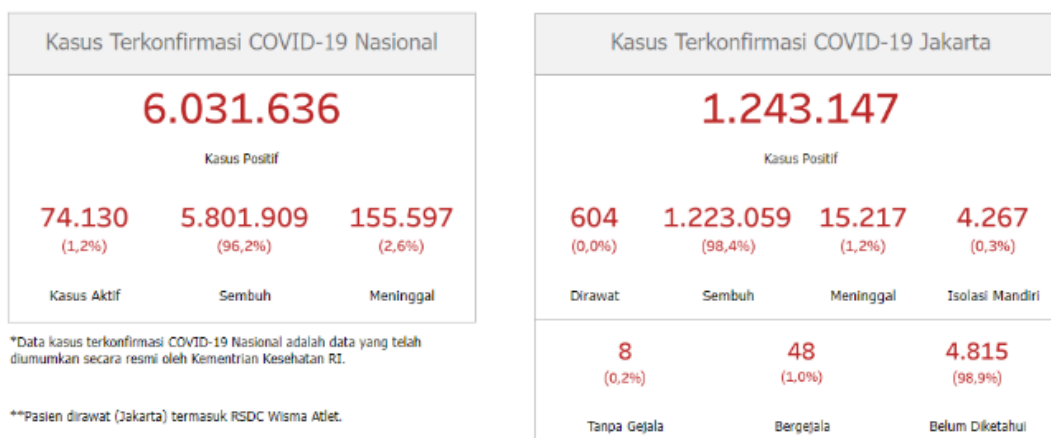 Kasus Terkonfirmasi COVID-19 Nasional
6.031.636
Kasus Positif
74.130 5.801.909 155.597
(1,2%) (96,2%) (2,6%)
Kasus Aktif Sembuh Meninggal
*Data kasus terkonfirmasi COVID-19 Nasional adalah data yang telah
diumumkan secara resmi oleh Kementrian Kesehatan RI.
**Pasien dirawat (Jakarta) termasuk RSDC Wisma Atlet.
Kasus Terkonfirmasi COVID-19 Jakarta
1.243.147
Kasus Positif
604 1.223.059 15.217 4.267
(0,0%) (98,4%) (1,2%) (0,3%)
Dirawat Sembuh Meninggal Isolasi Mandiri
8 48 4.815
(0,2%) (1,0%) (98,9%)
Tanpa Gejala Bergejala Belum Diketahui